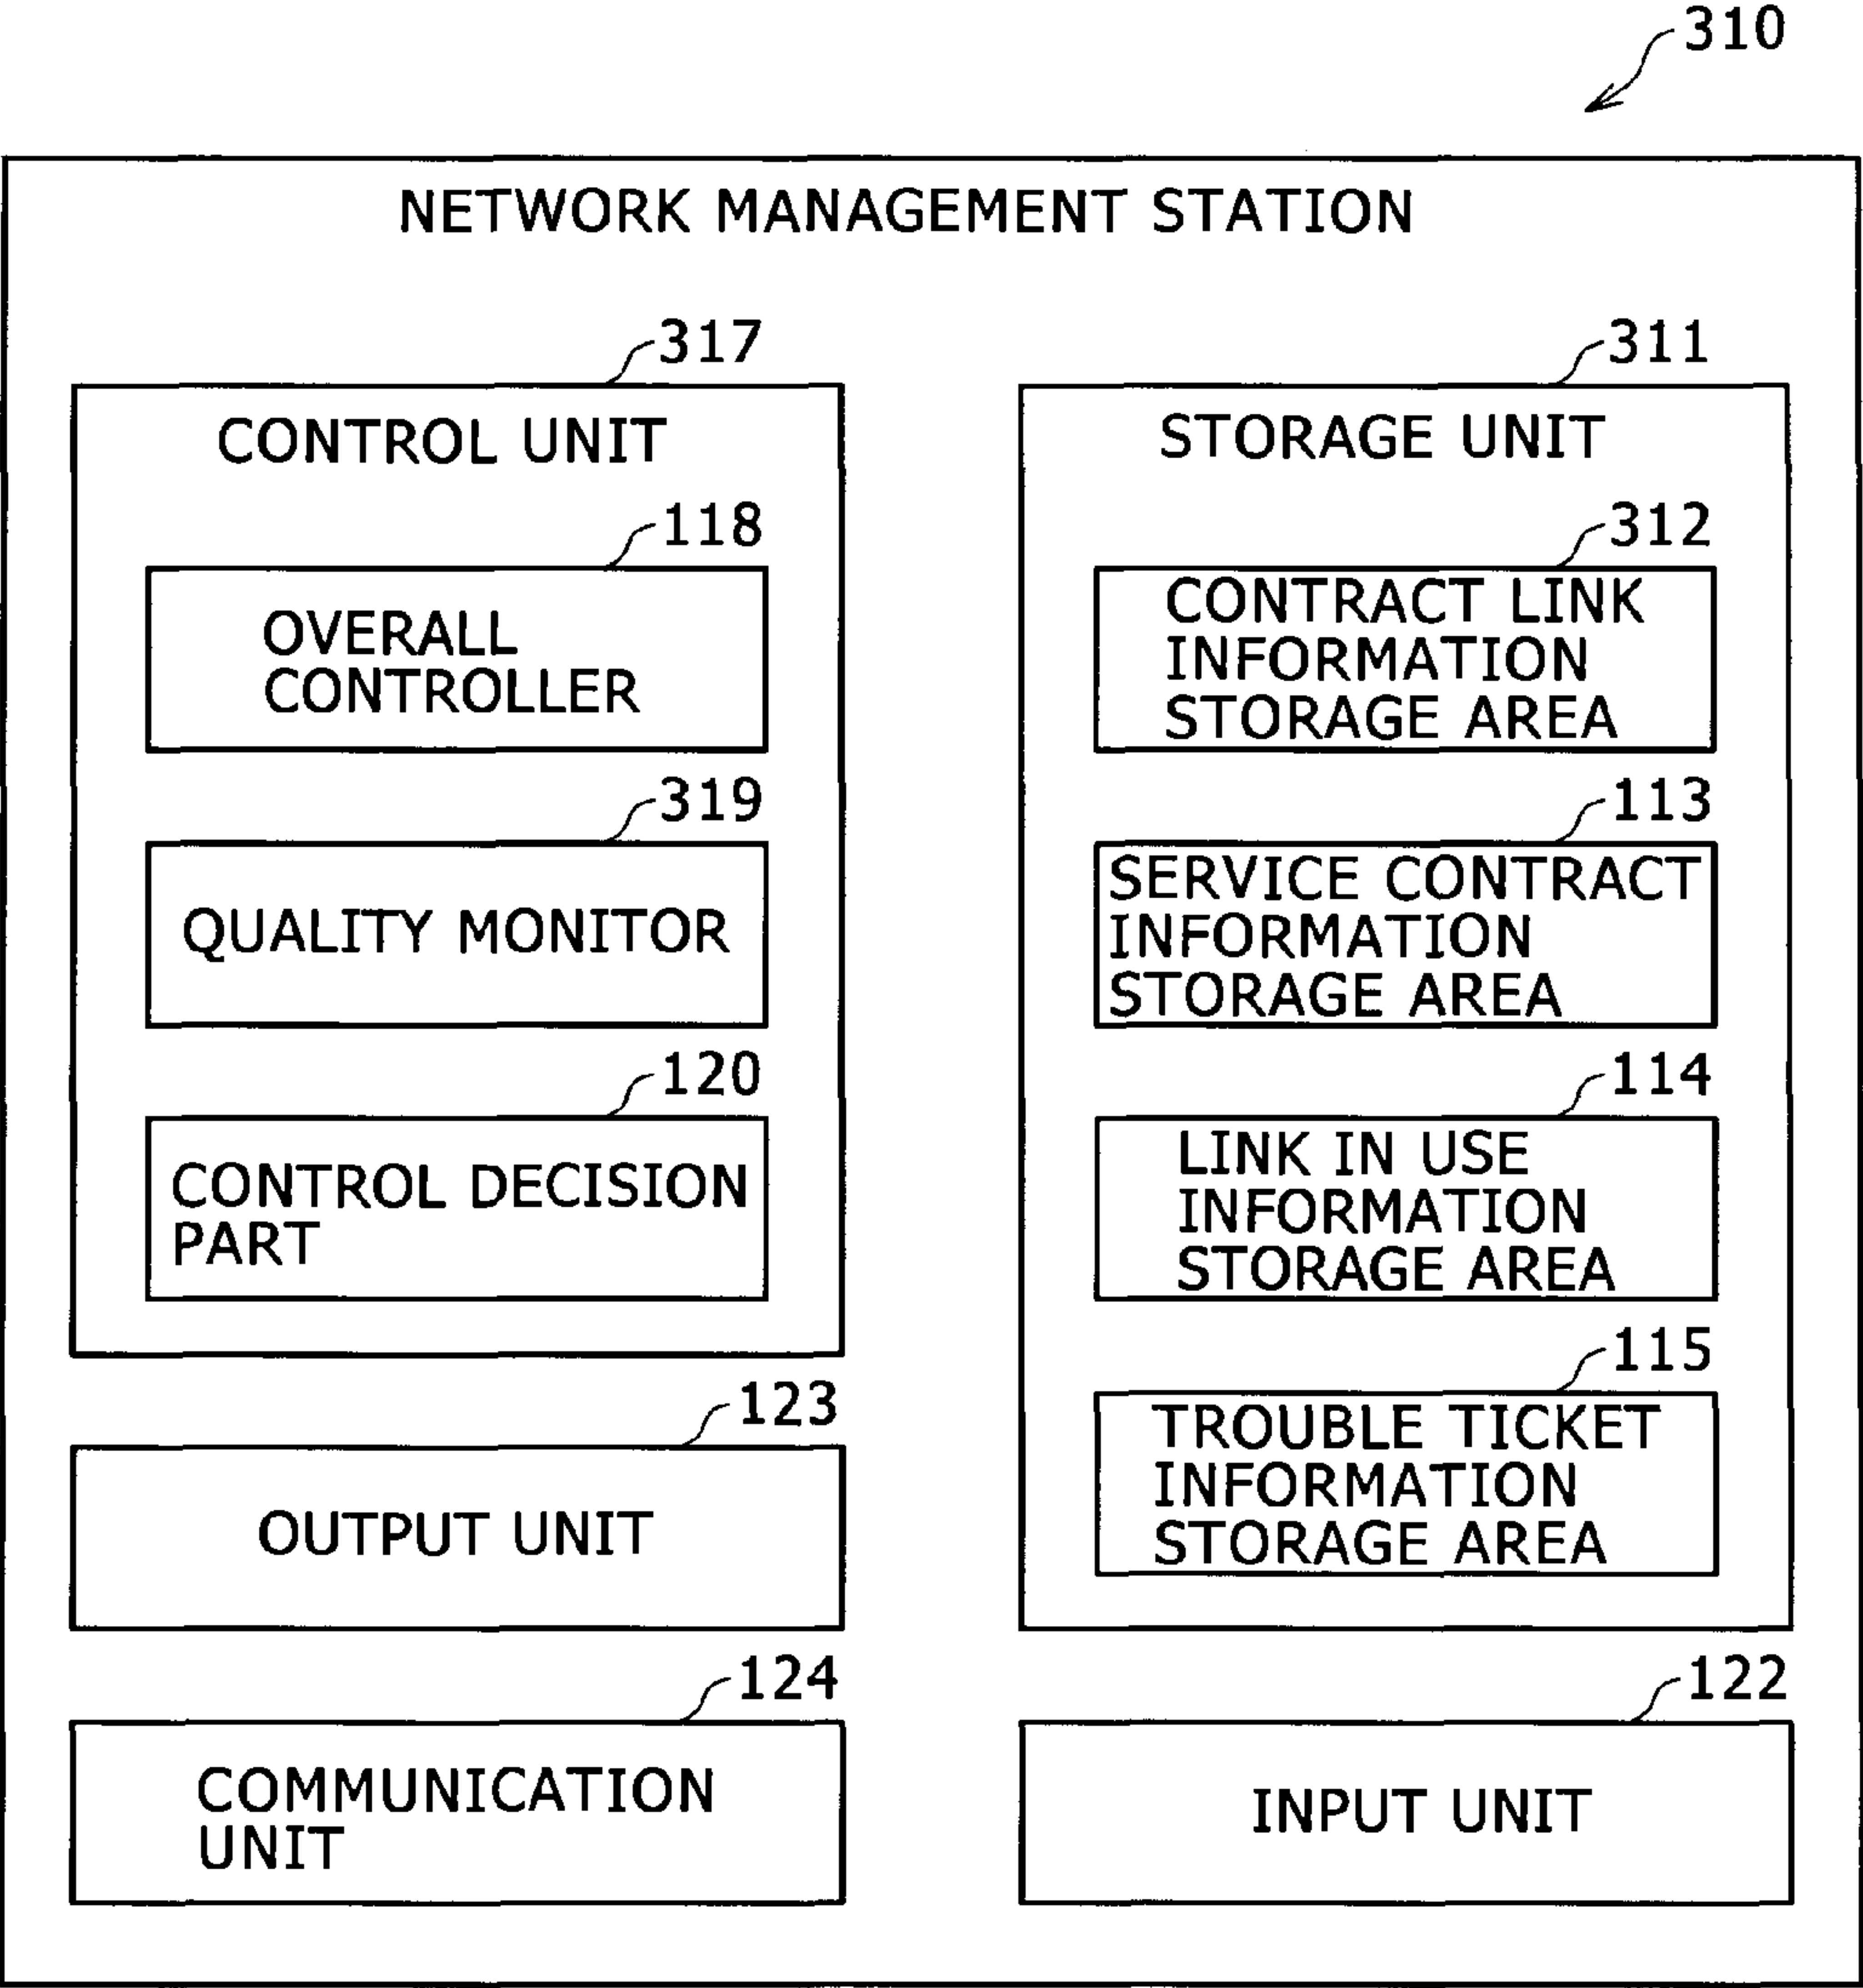 310
NETWORK MANAGEMENT STATION
317
CONTROL UNIT
118
OVERALL
CONTROLLER
319
QUALITY MONITOR
120
CONTROL DECISION
PART
123
OUTPUT UNIT
124
COMMUNICATION
UNIT
311
STORAGE UNIT
312
CONTRACT LINK
INFORMATION
STORAGE AREA
113
SERVICE CONTRACT
INFORMATION
STORAGE AREA
114
LINK IN USE
INFORMATION
STORAGE AREA
115
TROUBLE TICKET
INFORMATION
STORAGE AREA
122
INPUT UNIT